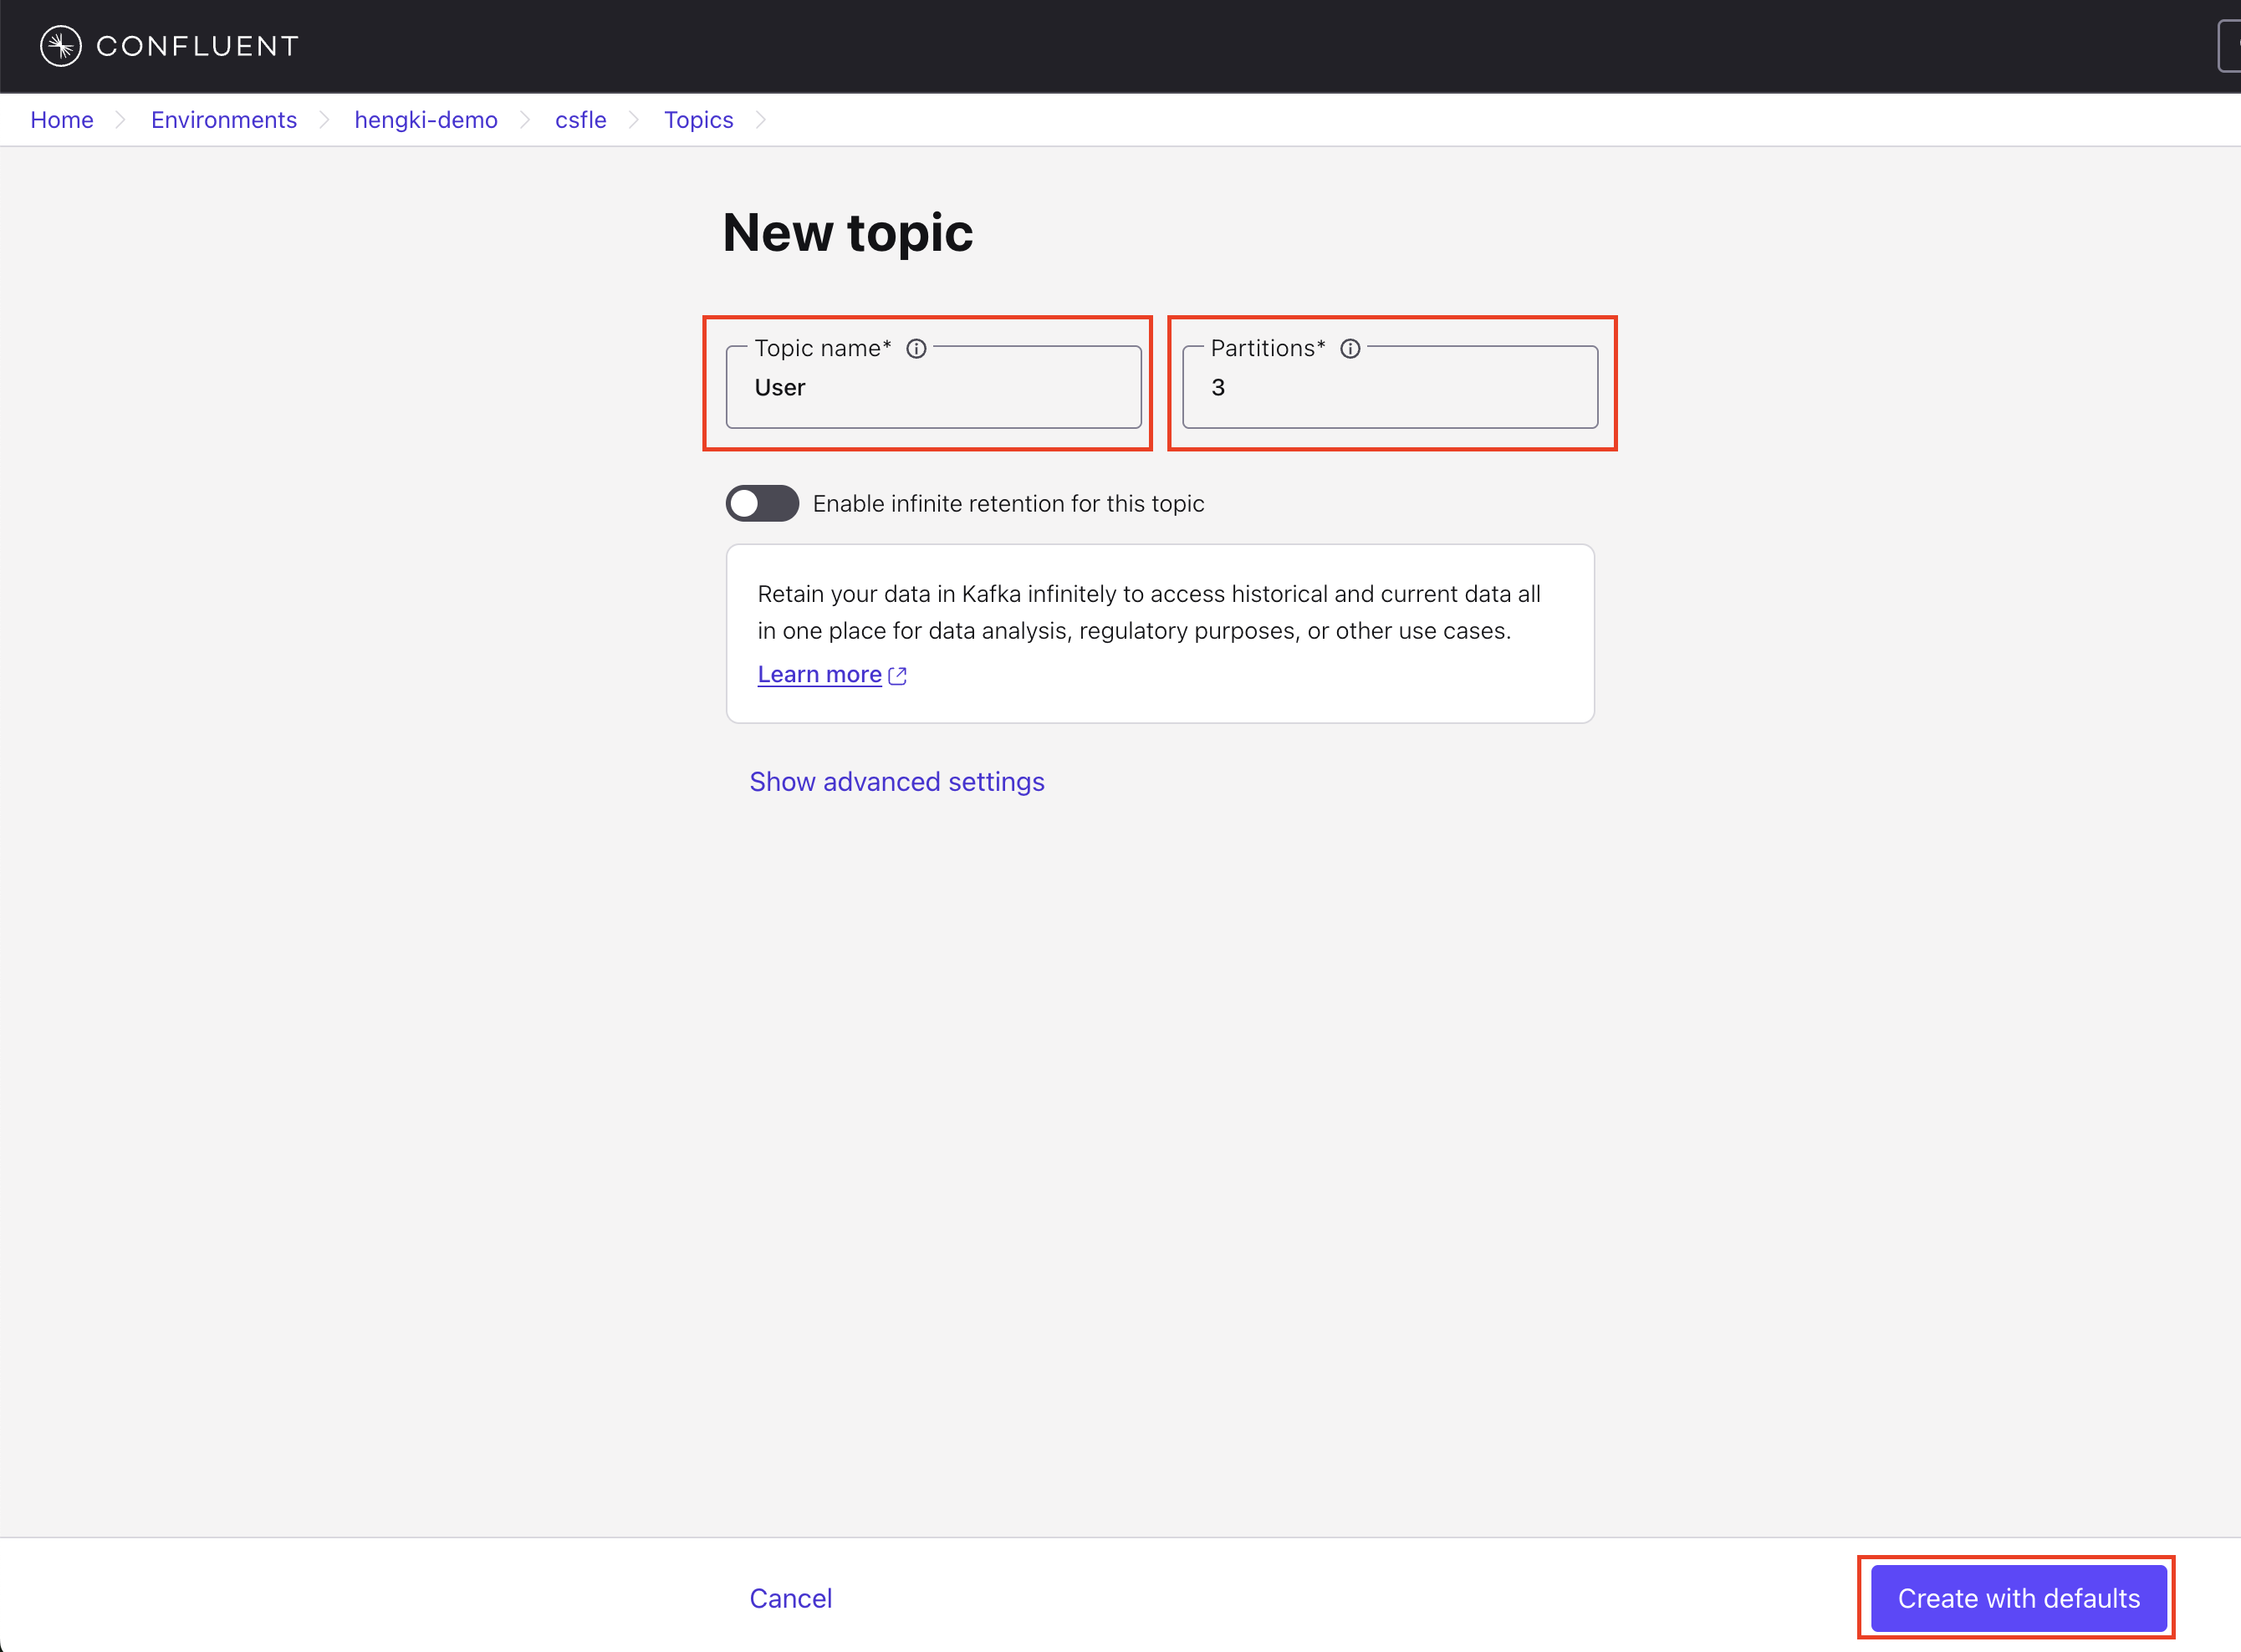 CONFLUENT
Home Environments hengki-demo csfle Topics
New topic
Topic name* Partitions*
User 3
Enable infinite retention for this topic
Retain your data in Kafka infinitely to access historical and current data all
in one place for data analysis, regulatory purposes, or other use cases.
Learn more
Show advanced settings
Cancel Create with defaults